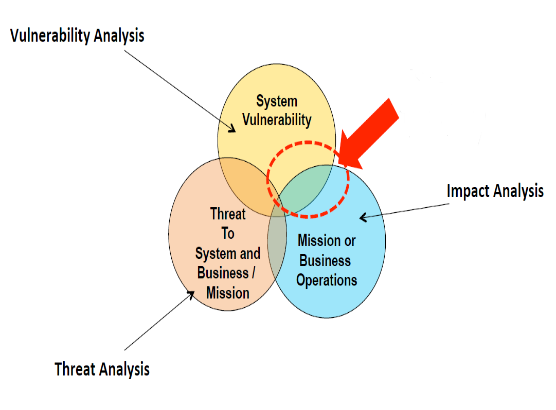 Vulnerability Analysis
System
Vulnerability
Impact Analysis
Threat
To
System and
Business /
Mission
Mission or
Business
Operations
Threat Analysis